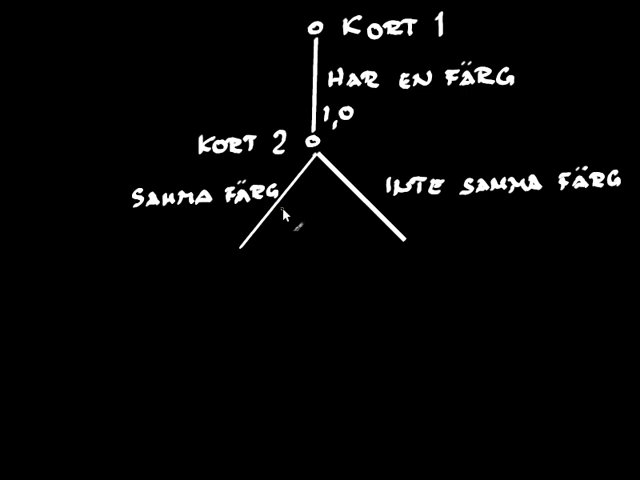 KORT 1
HAR EN FÄRG
1,0
KORT 2
SAMMA FÄRG
INTE SAMMA FÄRG